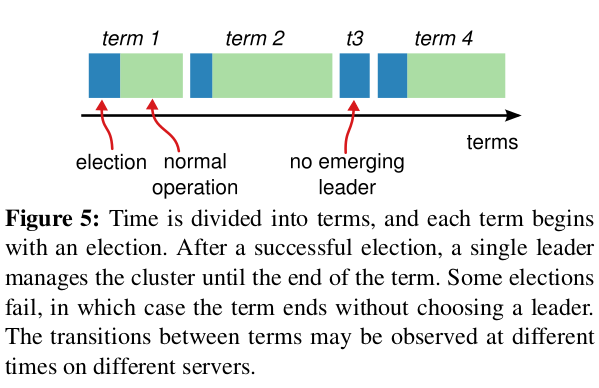 term 1 term 2 t3 term 4
terms
election normal operation no emerging leader
Figure 5: Time is divided into terms, and each term begins
with an election. After a successful election, a single leader
manages the cluster until the end of the term. Some elections
fail, in which case the term ends without choosing a leader.
The transitions between terms may be observed at different
times on different servers.